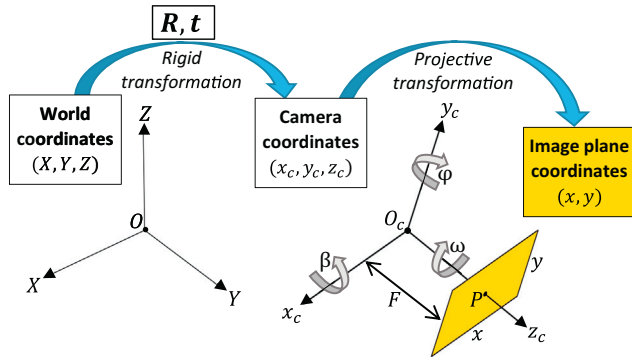 R, t
Rigid
transformation
Projective
transformation
World
coordinates
(X, Y, Z)
Camera
coordinates
(x_c, y_c, z_c)
Image plane
coordinates
(x, y)
Z
O
X
Y
y_c
φ
O_c
β
ω
x_c
F
P
y
x
z_c